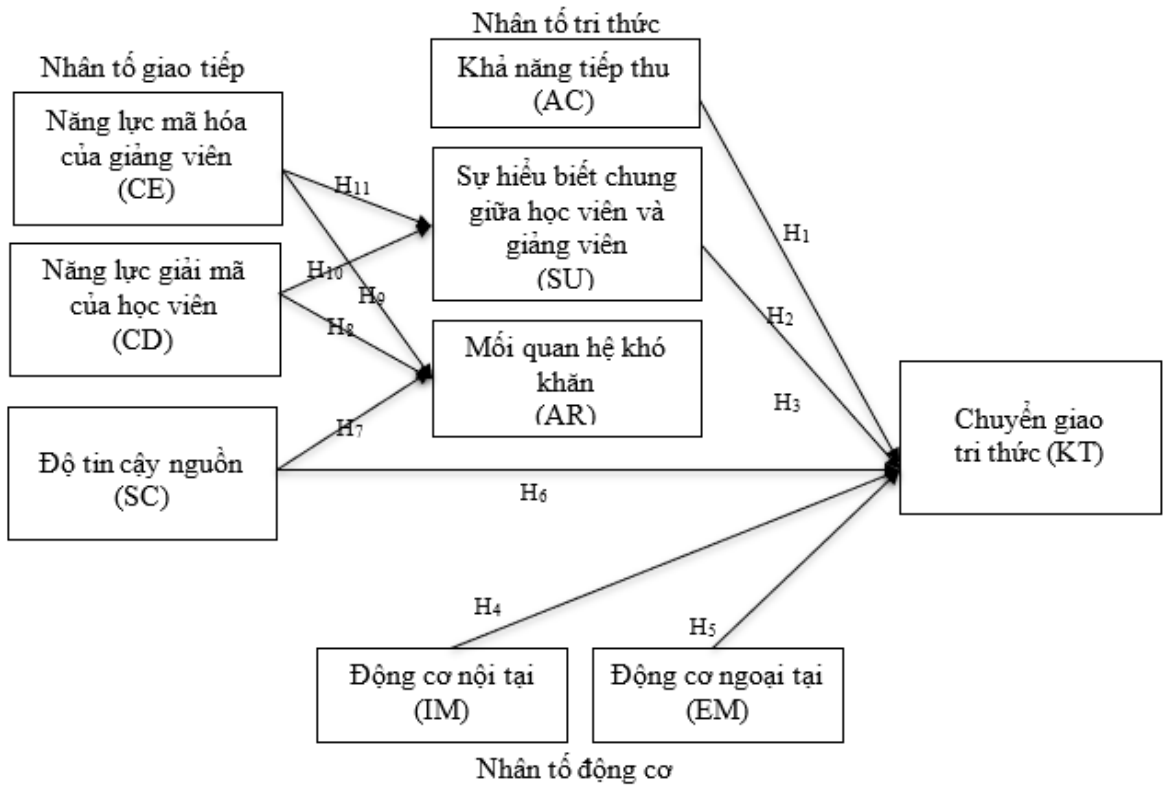 Nhân tố giao tiếp
Năng lực mã hóa
của giảng viên
(CE)
Năng lực giải mã
của học viên
(CD)
Độ tin cậy nguồn
(SC)
Nhân tố tri thức
Khả năng tiếp thu
(AC)
Sự hiểu biết chung
giữa học viên và
giảng viên
(SU)
Mối quan hệ khó
khăn
(AR)
H11
H10
H9
H8
H7
H1
H2
H3
H6
H4
H5
Chuyển giao
tri thức (KT)
Động cơ nội tại
(IM)
Động cơ ngoại tại
(EM)
Nhân tố động cơ